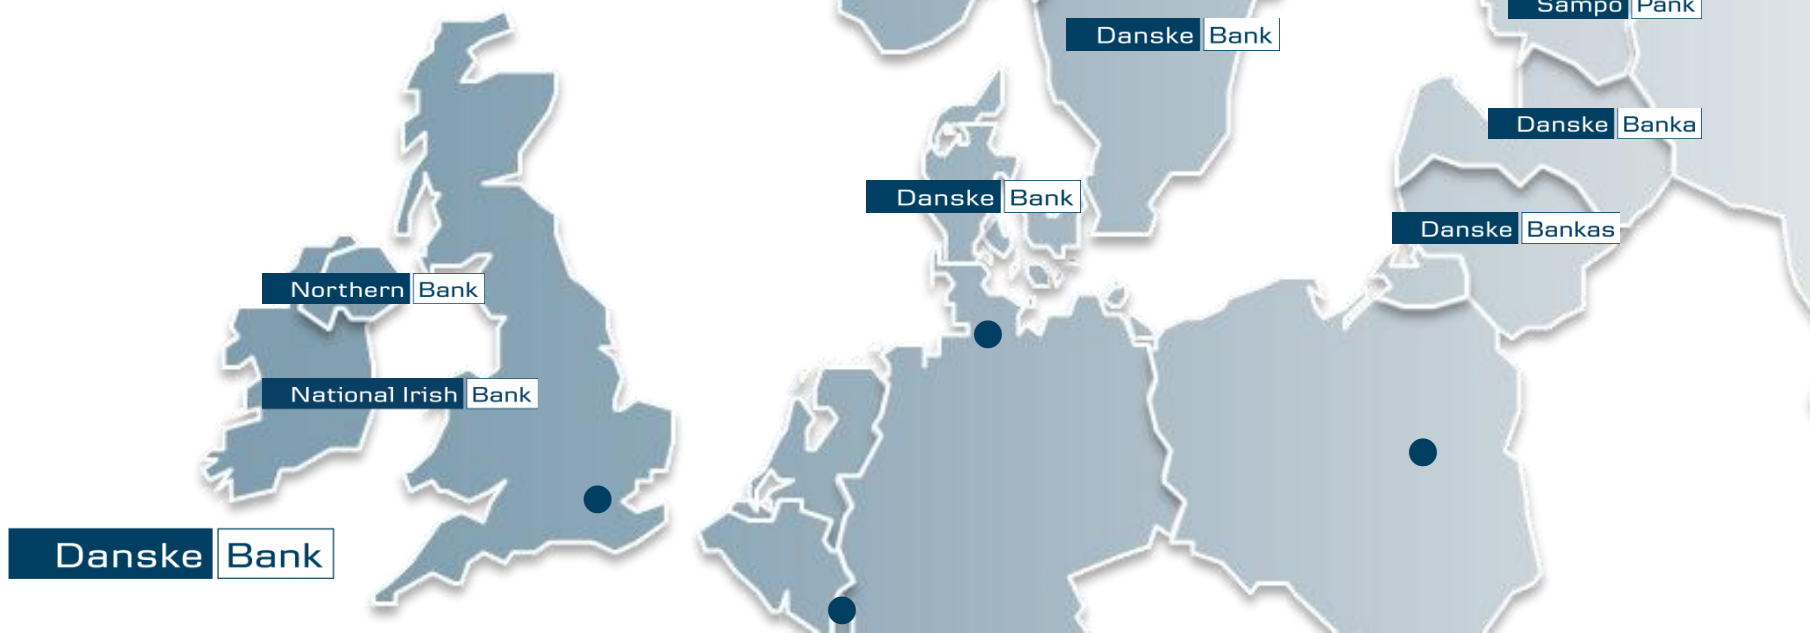 Sampo Pank
Danske Bank
Danske Banka
Danske Bank
Danske Bankas
Northern Bank
National Irish Bank
Danske Bank